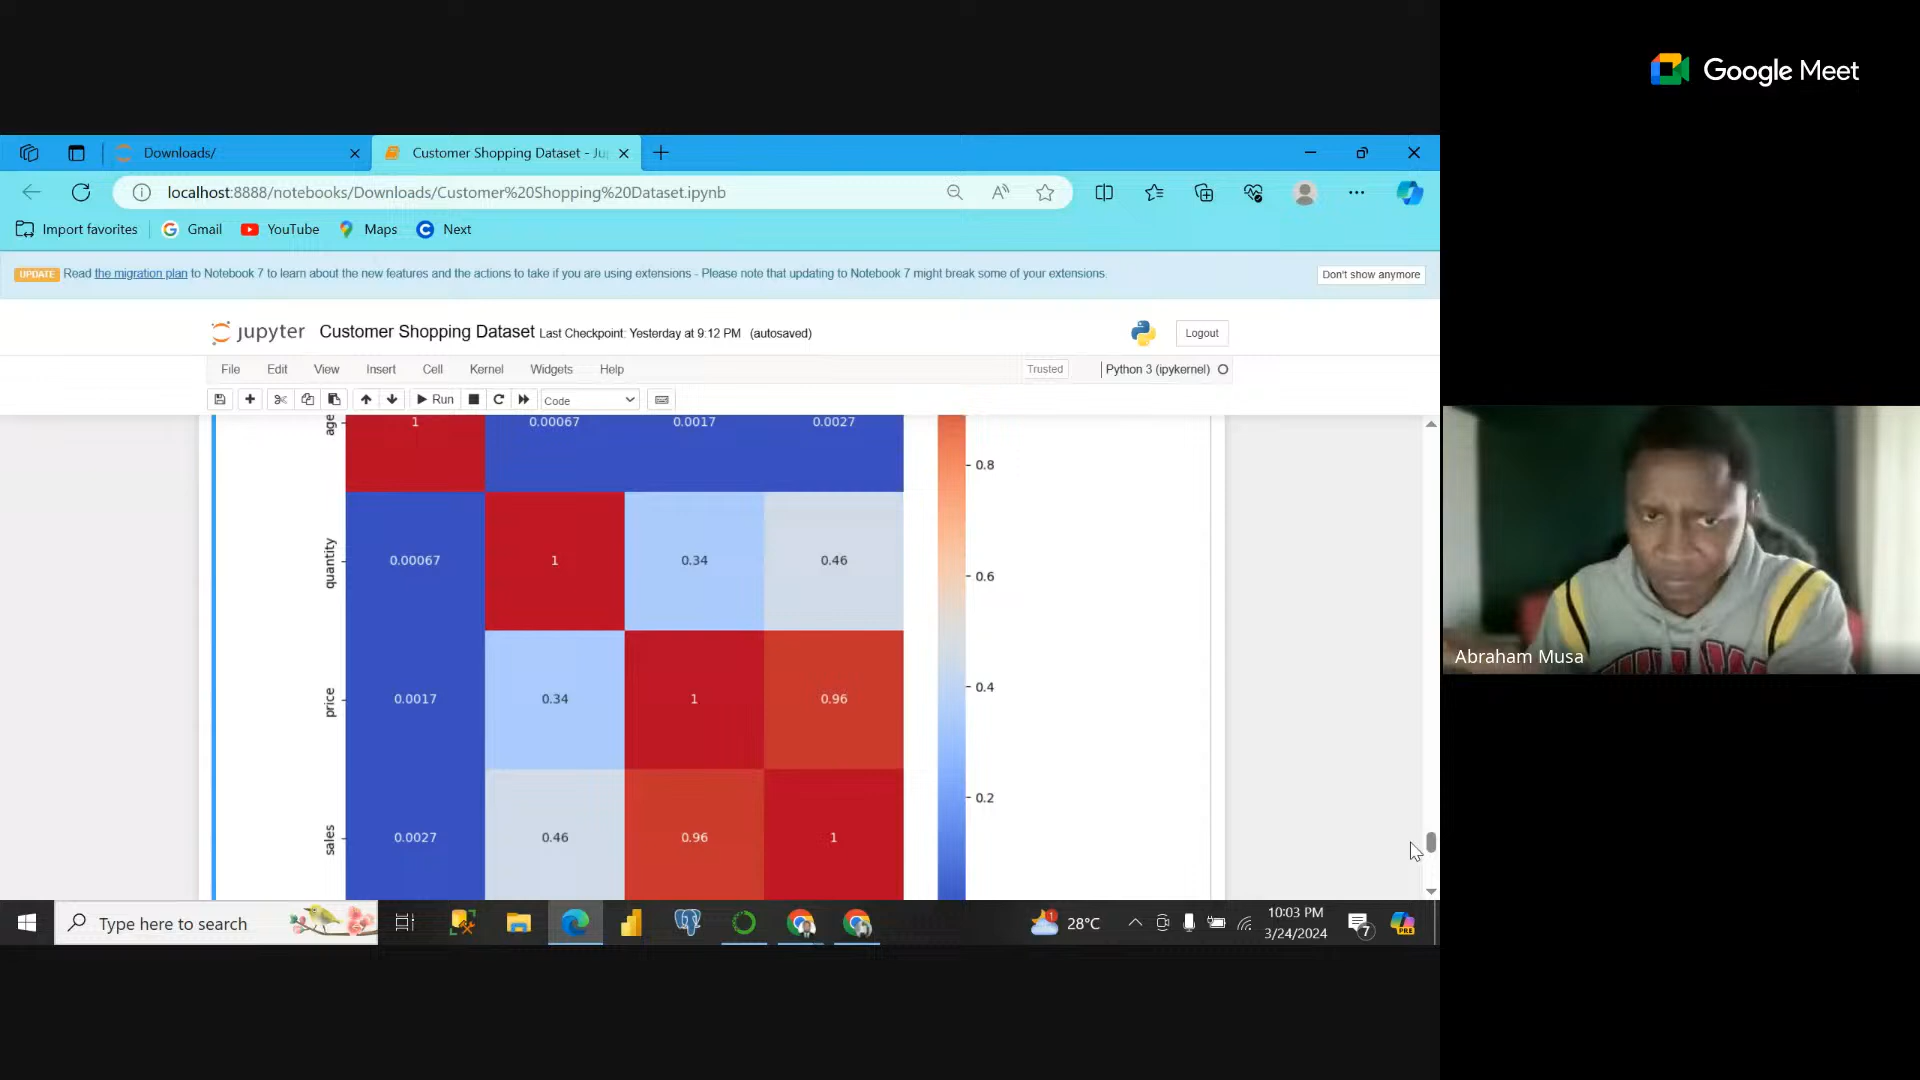 Google Meet
Downloads/
Customer Shopping Dataset - Ju
localhost:8888/notebooks/Downloads/Customer%20Shopping%20Dataset.ipynb
Import favorites
Gmail
YouTube
Maps
Next
UPDATE Read the migration plan to Notebook 7 to learn about the new features and the actions to take if you are using extensions - Please note that updating to Notebook 7 might break some of your extensions.
Don't show anymore
jupyter Customer Shopping Dataset Last Checkpoint: Yesterday at 9:12 PM (autosaved)
Logout
File Edit View Insert Cell Kernel Widgets Help
Trusted
Python 3 (ipykernel)
Run
Code
age
1 0.00067 0.0017 0.0027
0.8
quantity
0.00067 1 0.34 0.46
0.6
price
0.0017 0.34 1 0.96
0.4
0.2
sales
0.0027 0.46 0.96 1
Abraham Musa
Type here to search
1
28°C
10:03 PM
3/24/2024
7
PRE